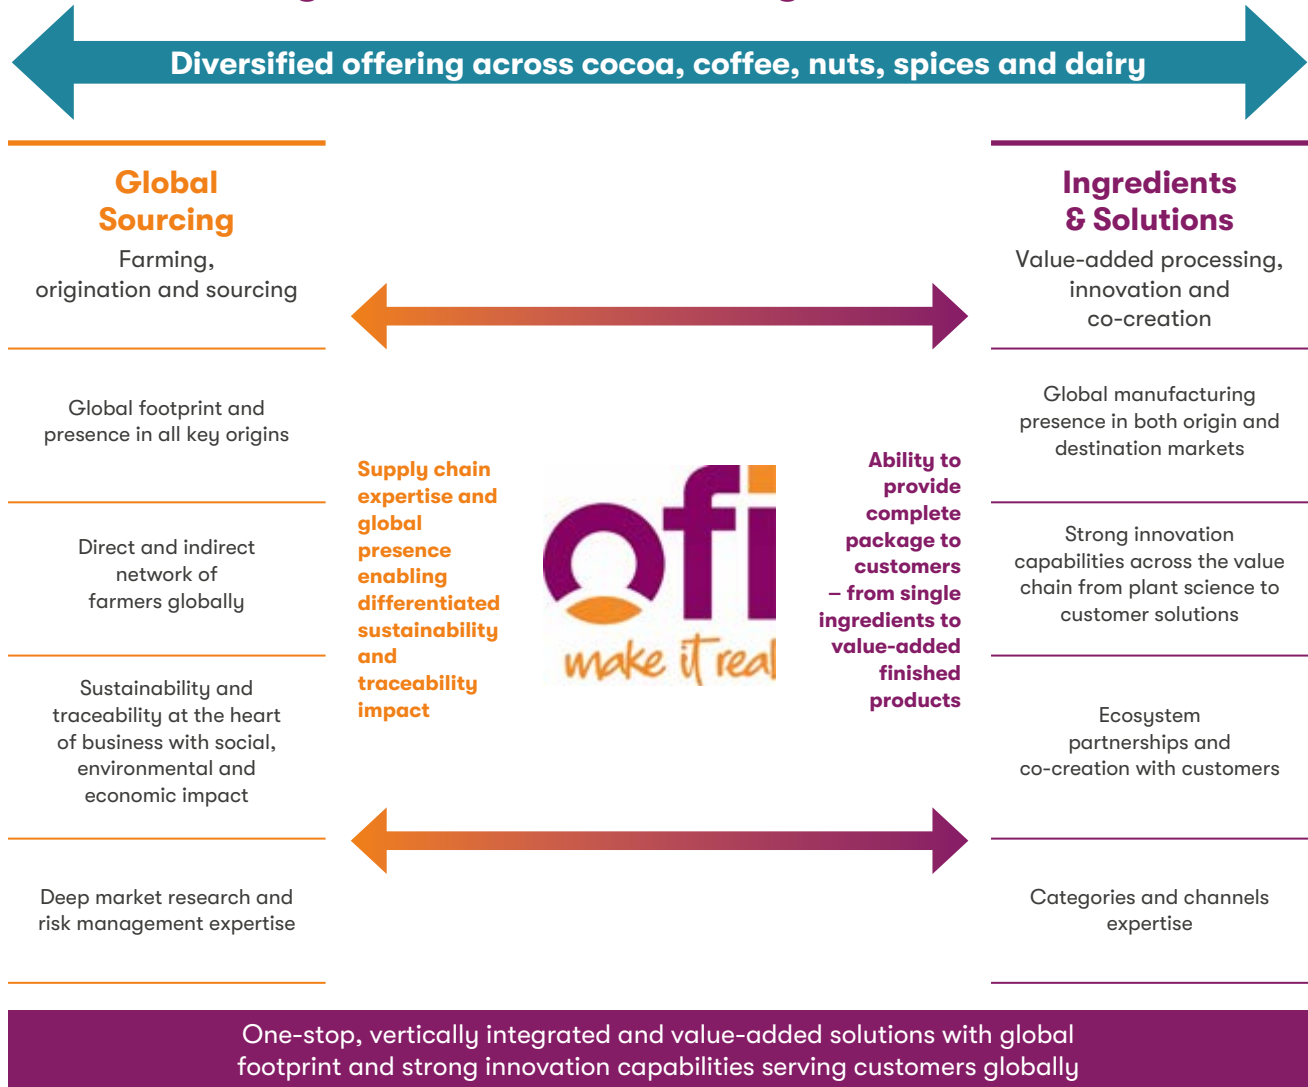 Diversified offering across cocoa, coffee, nuts, spices and dairy
Global
Sourcing
Farming,
origination and sourcing
Global footprint and
presence in all key origins
Direct and indirect
network of
farmers globally
Sustainability and
traceability at the heart
of business with social,
environmental and
economic impact
Deep market research and
risk management expertise
Supply chain
expertise and
global
presence
enabling
differentiated
sustainability
and
traceability
impact
ofi
make it real
Ability to
provide
complete
package to
customers
– from single
ingredients to
value-added
finished
products
Ingredients
& Solutions
Value-added processing,
innovation and
co-creation
Global manufacturing
presence in both origin and
destination markets
Strong innovation
capabilities across the value
chain from plant science to
customer solutions
Ecosystem
partnerships and
co-creation with customers
Categories and channels
expertise
One-stop, vertically integrated and value-added solutions with global
footprint and strong innovation capabilities serving customers globally